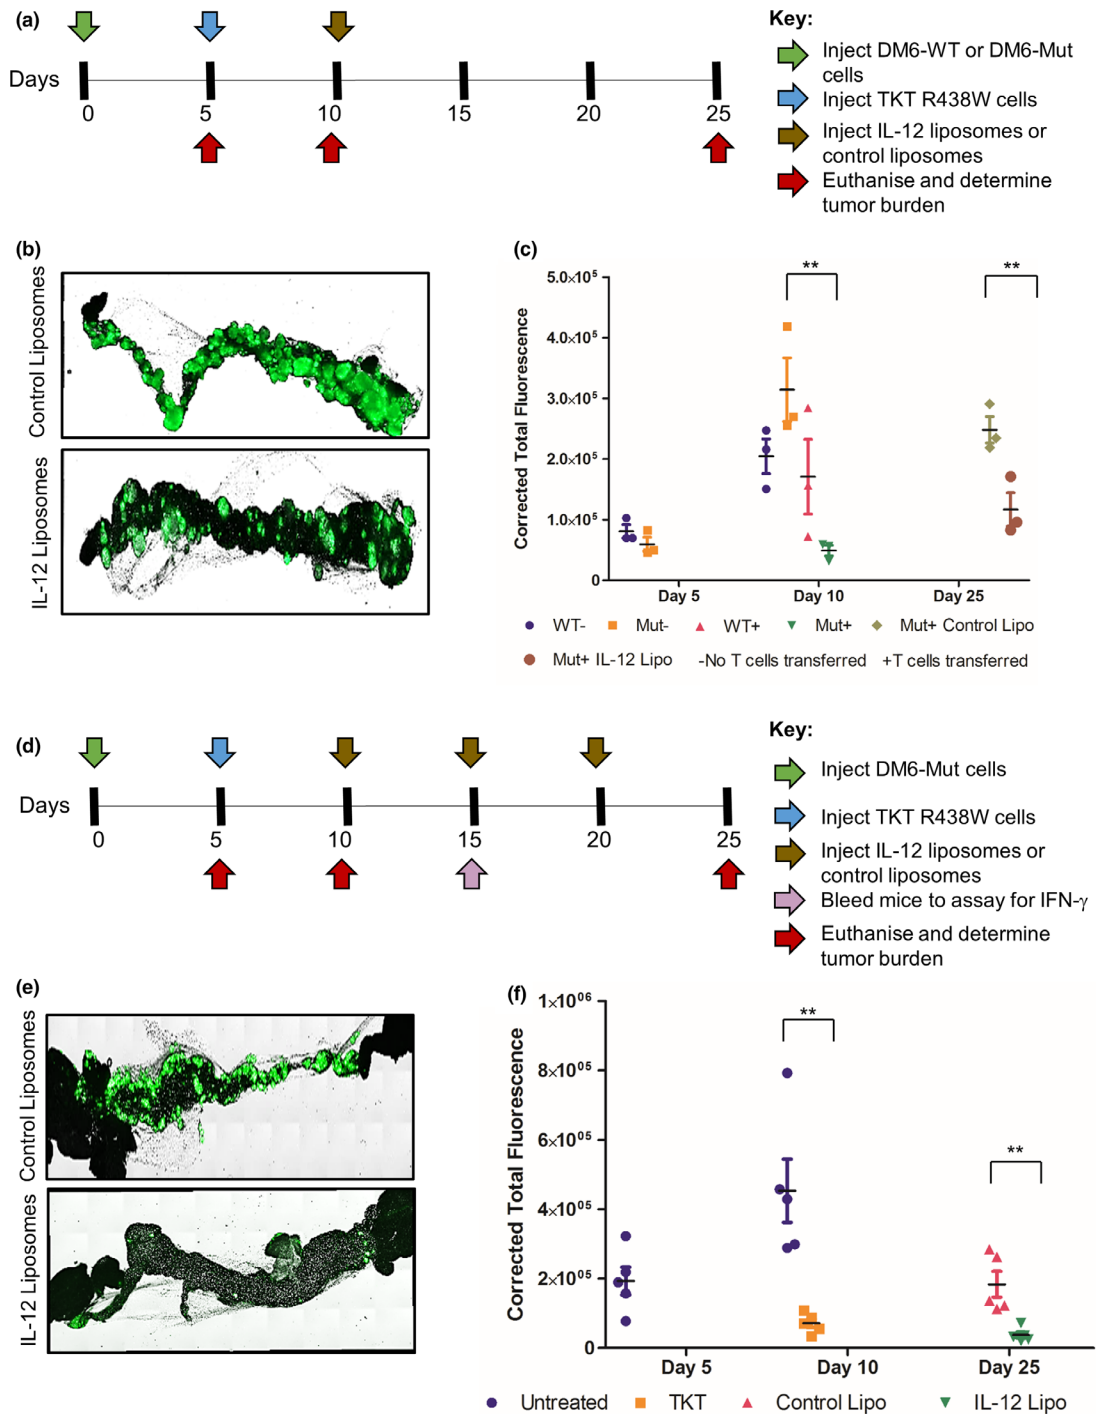 (a)
Days
0
5
10
15
20
25
Key:
Inject DM6-WT or DM6-Mut
cells
Inject TKT R438W cells
Inject IL-12 liposomes or
control liposomes
Euthanise and determine
tumor burden
(b)
Control Liposomes
IL-12 Liposomes
(c)
Corrected Total Fluorescence
5.0×10⁵
4.0×10⁵
3.0×10⁵
2.0×10⁵
1.0×10⁵
0
**
**
Day 5
Day 10
Day 25
WT-
Mut-
WT+
Mut+
Mut+ Control Lipo
Mut+ IL-12 Lipo
-No T cells transferred
+T cells transferred
(d)
Days
0
5
10
15
20
25
Key:
Inject DM6-Mut cells
Inject TKT R438W cells
Inject IL-12 liposomes or
control liposomes
Bleed mice to assay for IFN-γ
Euthanise and determine
tumor burden
(e)
Control Liposomes
IL-12 Liposomes
(f)
Corrected Total Fluorescence
1×10⁰⁶
8×10⁰⁵
6×10⁰⁵
4×10⁰⁵
2×10⁰⁵
0
**
**
Day 5
Day 10
Day 25
Untreated
TKT
Control Lipo
IL-12 Lipo